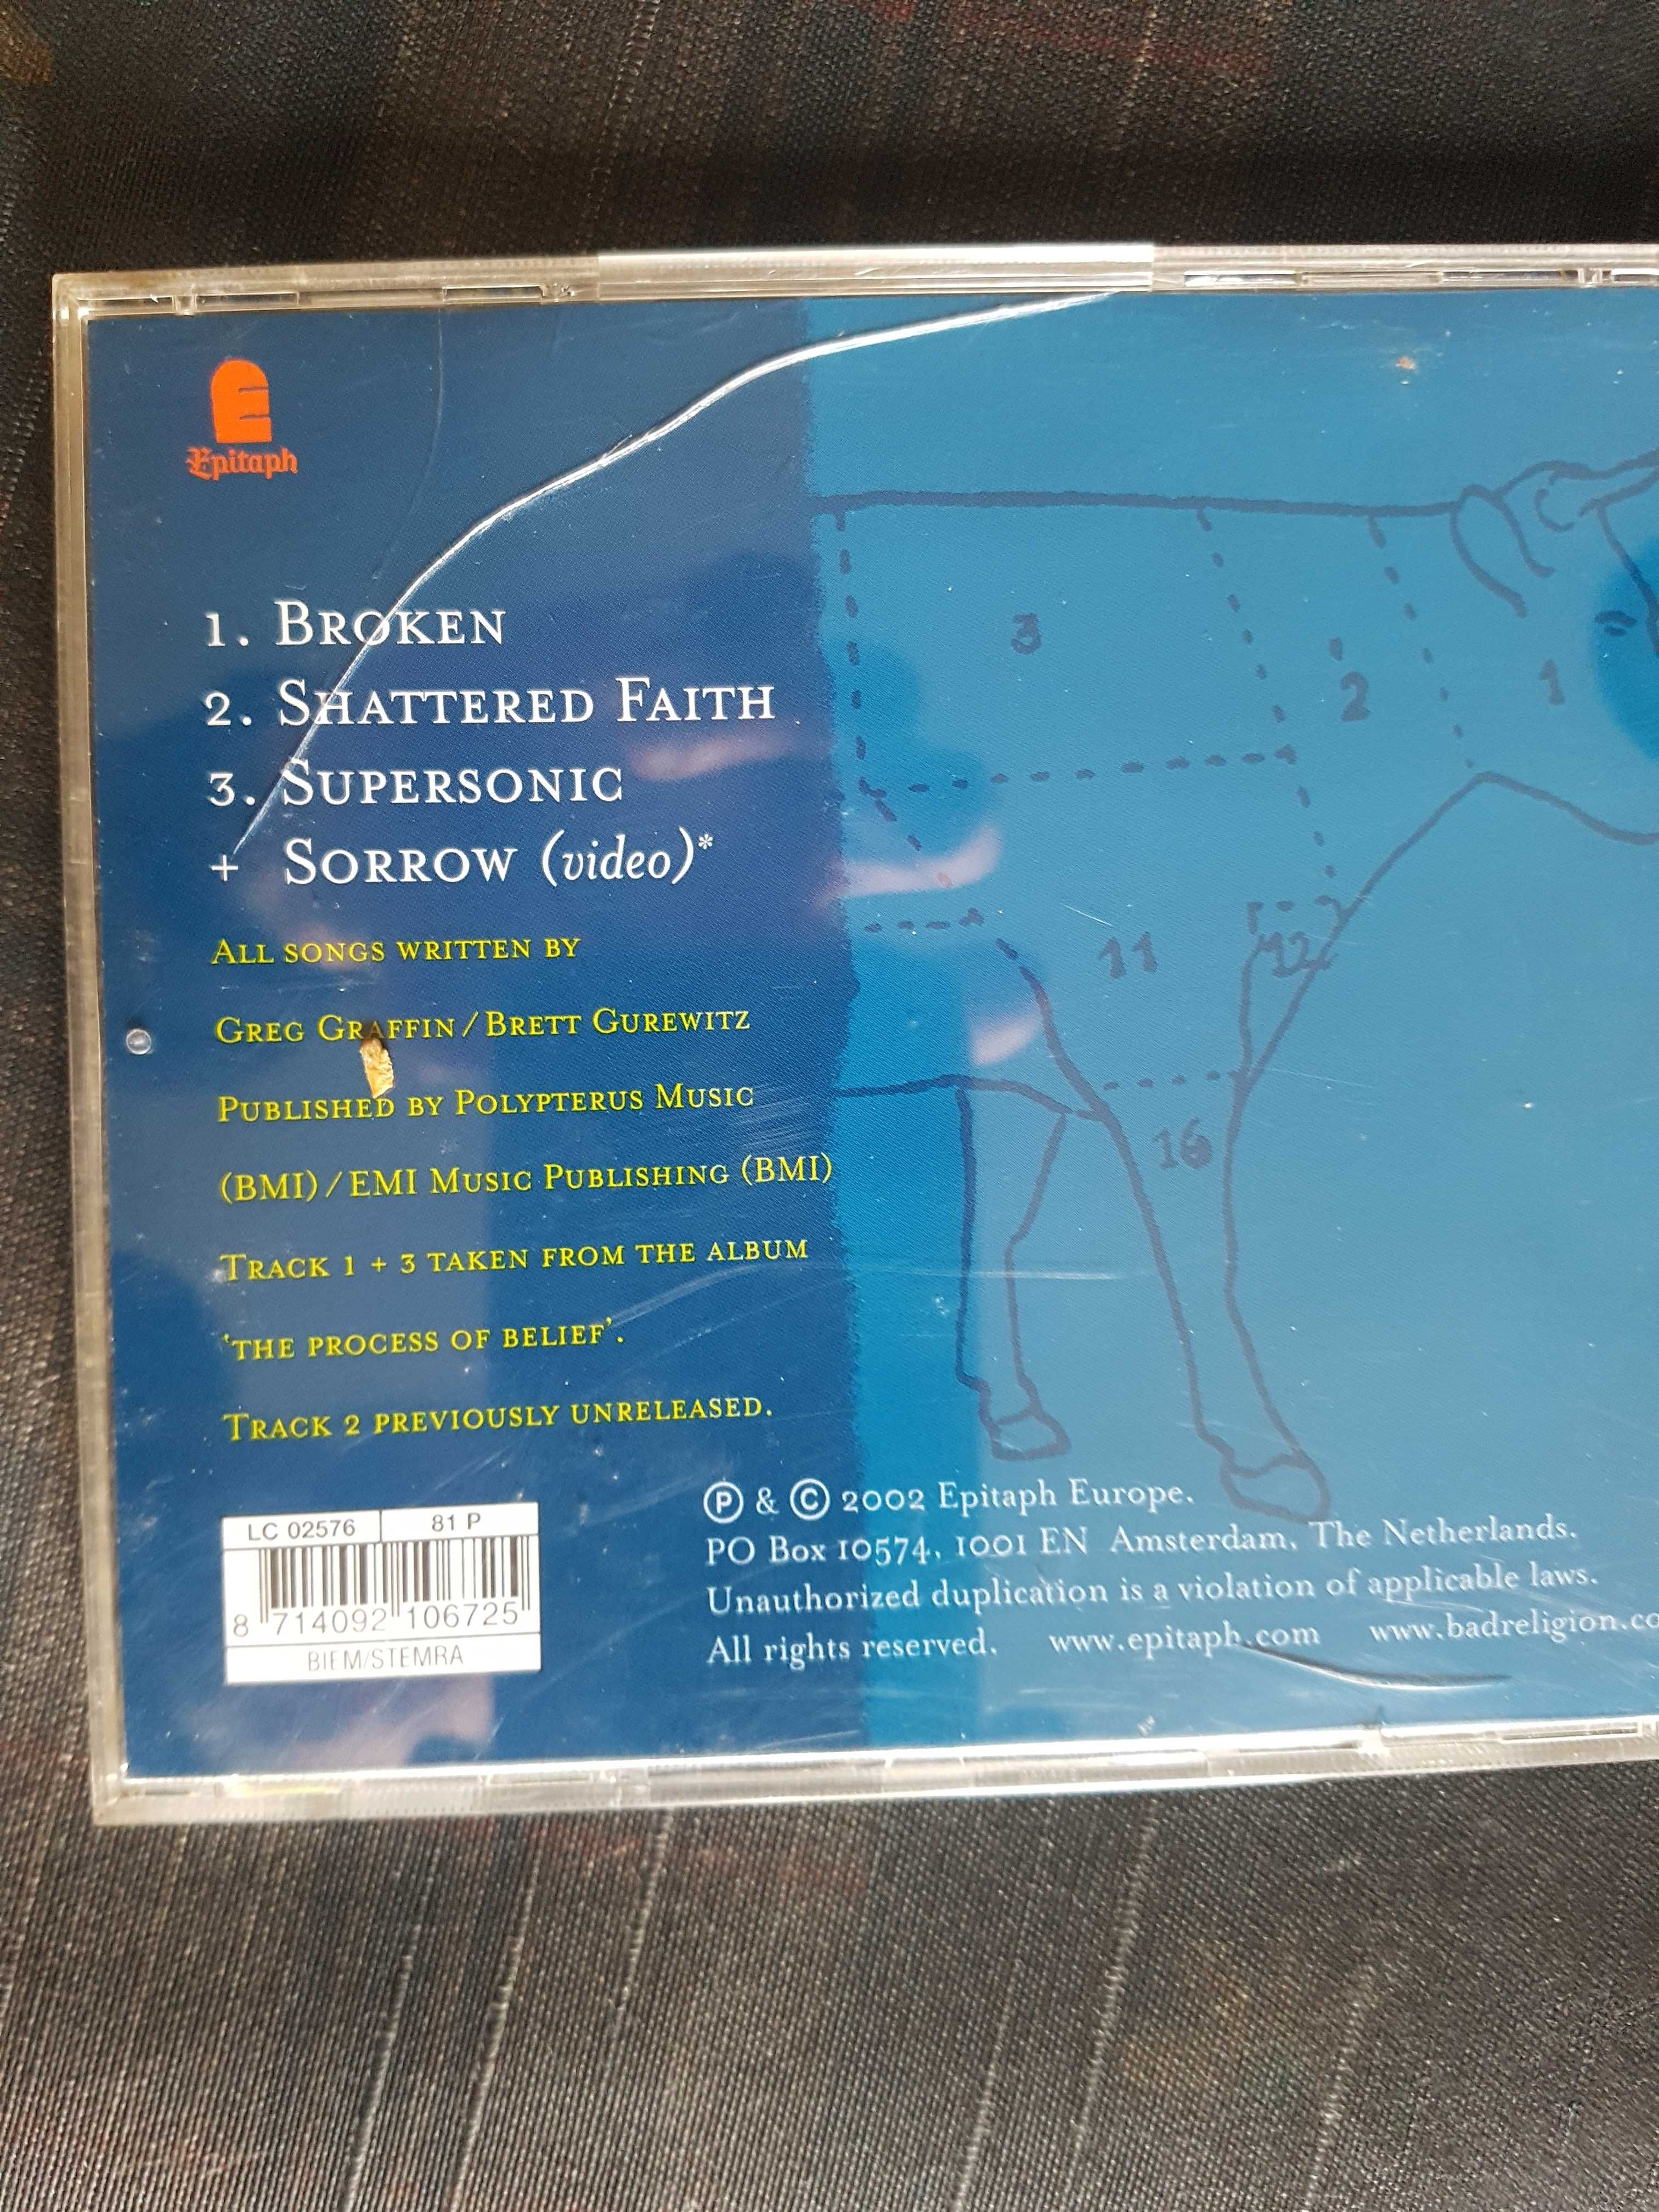 Epitaph
1. BROKEN
2. SHATTERED FAITH
3. SUPERSONIC
+ SORROW (video)*
ALL SONGS WRITTEN BY
GREG GRAFFIN/BRETT GUREWITZ
PUBLISHED BY POLYPTERUS MUSIC
(BMI)/EMI MUSIC PUBLISHING (BMI)
TRACK 1 + 3 TAKEN FROM THE ALBUM
'THE PROCESS OF BELIEF'.
TRACK 2 PREVIOUSLY UNRELEASED.
3
2
1
11
12
16
LC 02576 81 P
8 714092 106725
BIEM/STEMRA
Ⓟ & © 2002 Epitaph Europe.
PO Box 10574, 1001 EN Amsterdam, The Netherlands.
Unauthorized duplication is a violation of applicable laws.
All rights reserved. www.epitaph.com www.badreligion.co